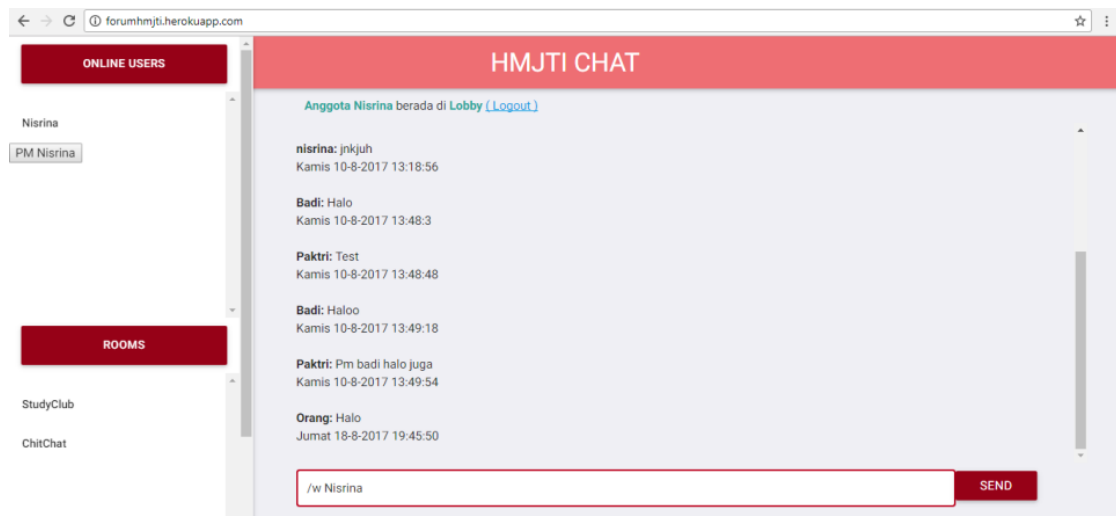 forumhmjti.herokuapp.com
ONLINE USERS
Nisrina
PM Nisrina
ROOMS
StudyClub
ChitChat
HMJTI CHAT
Anggota Nisrina berada di Lobby ( Logout )
nisrina: jnkjuh
Kamis 10-8-2017 13:18:56
Badi: Halo
Kamis 10-8-2017 13:48:3
Paktri: Test
Kamis 10-8-2017 13:48:48
Badi: Haloo
Kamis 10-8-2017 13:49:18
Paktri: Pm badi halo juga
Kamis 10-8-2017 13:49:54
Orang: Halo
Jumat 18-8-2017 19:45:50
/w Nisrina
SEND